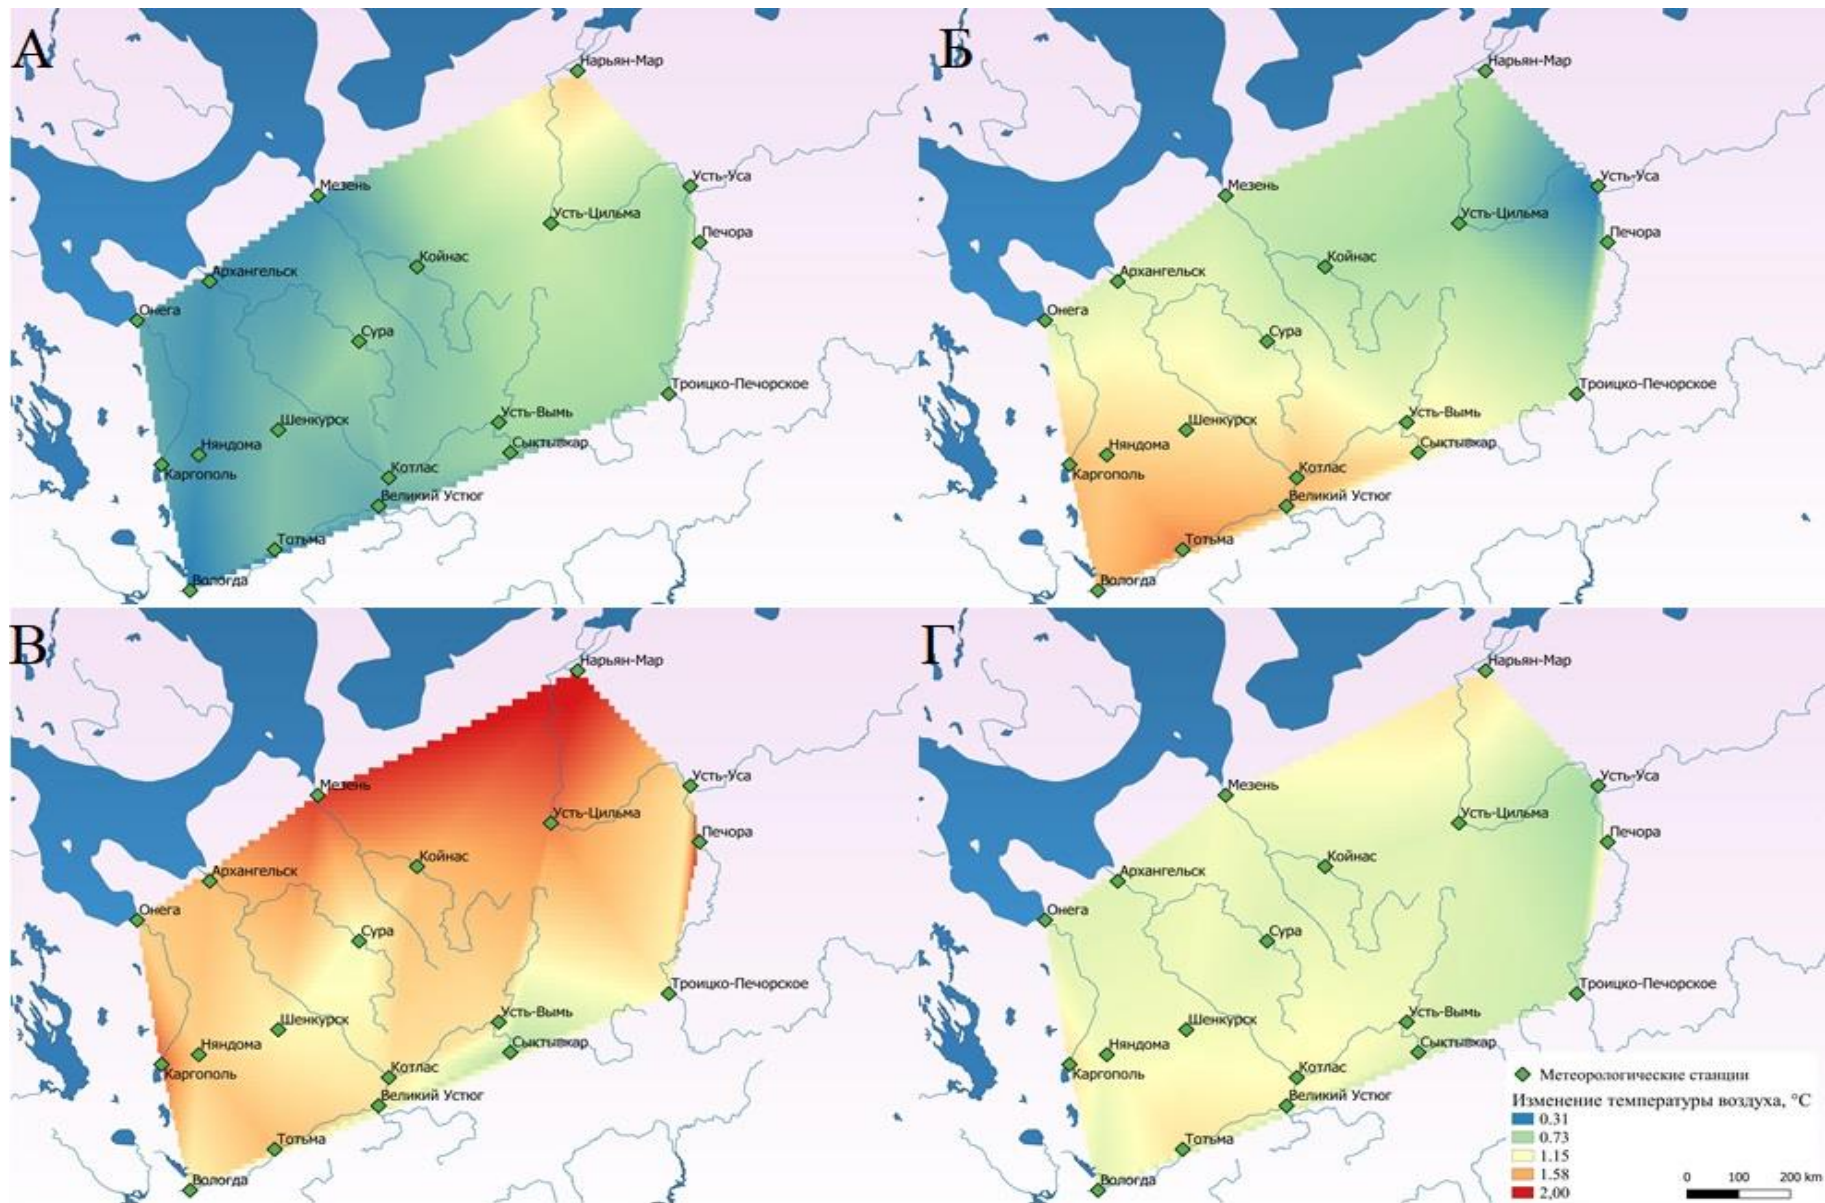 А
Нарьян-Мар
Мезень
Усть-Уса
Усть-Цильма
Печора
Койнас
Архангельск
Онега
Сура
Троицко-Печорское
Шенкурск
Усть-Вымь
Няндома
Сыктывкар
Каргополь
Котлас
Великий Устюг
Тотьма
Вологда
Б
Нарьян-Мар
Мезень
Усть-Уса
Усть-Цильма
Печора
Койнас
Архангельск
Онега
Сура
Троицко-Печорское
Шенкурск
Усть-Вымь
Няндома
Сыктывкар
Каргополь
Котлас
Великий Устюг
Тотьма
Вологда
В
Нарьян-Мар
Мезень
Усть-Уса
Усть-Цильма
Печора
Койнас
Архангельск
Онега
Сура
Троицко-Печорское
Шенкурск
Усть-Вымь
Няндома
Сыктывкар
Каргополь
Котлас
Великий Устюг
Тотьма
Вологда
Г
Нарьян-Мар
Мезень
Усть-Уса
Усть-Цильма
Печора
Койнас
Архангельск
Онега
Сура
Троицко-Печорское
Шенкурск
Усть-Вымь
Няндома
Сыктывкар
Каргополь
Котлас
Великий Устюг
Тотьма
Вологда
Метеорологические станции
Изменение температуры воздуха, °С
0.31
0.73
1.15
1.58
2,00
0 100 200 km